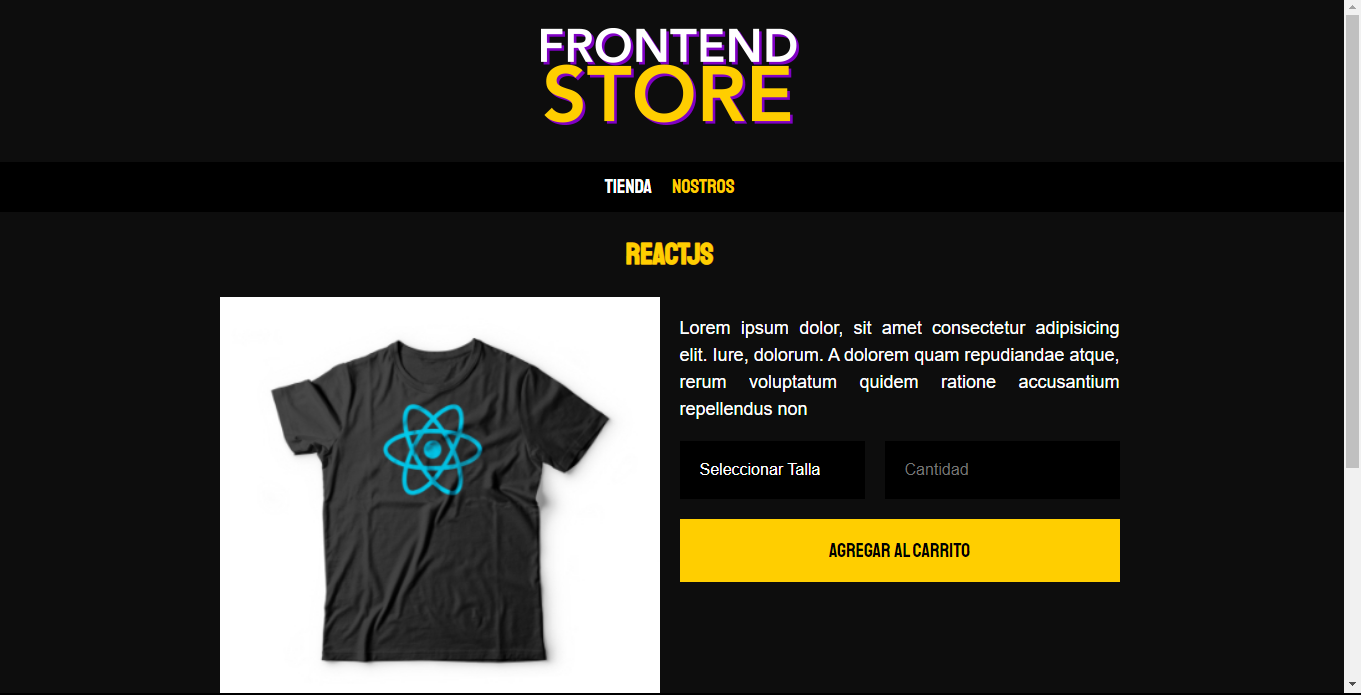 FRONTEND
STORE
TIENDA NOSTROS
REACTJS
Lorem ipsum dolor, sit amet consectetur adipisicing
elit. Iure, dolorum. A dolorem quam repudiandae atque,
rerum voluptatum quidem ratione accusantium
repellendus non
Seleccionar Talla Cantidad
AGREGAR AL CARRITO